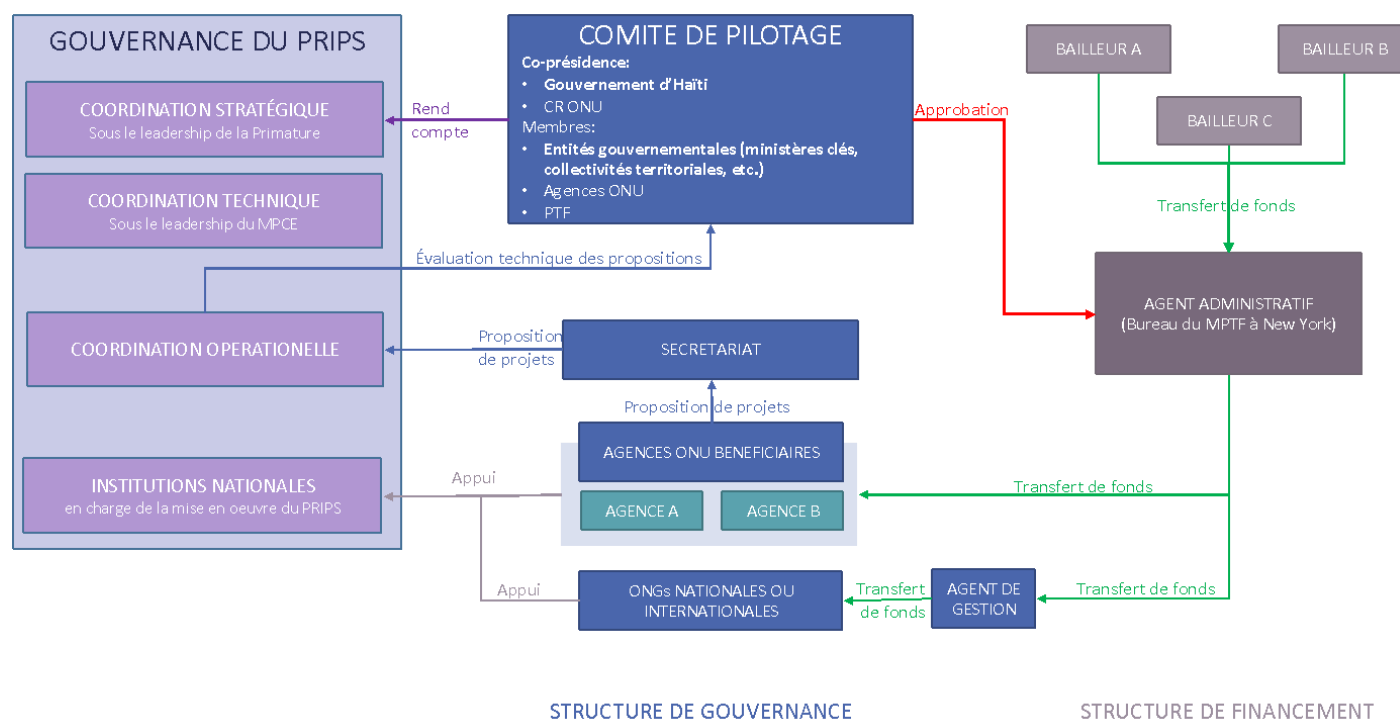 GOUVERNANCE DU PRIPS
COORDINATION STRATÉGIQUE
Sous le leadership de la Primature
COORDINATION TECHNIQUE
Sous le leadership du MPCE
COORDINATION OPERATIONELLE
INSTITUTIONS NATIONALES
en charge de la mise en oeuvre du PRIPS
Rend
compte
COMITE DE PILOTAGE
Co-présidence:
• Gouvernement d'Haïti
• CR ONU
Membres:
• Entités gouvernementales (ministères clés,
collectivités territoriales, etc.)
• Agences ONU
• PTF
Approbation
Évaluation technique des propositions
Proposition
de projets
SECRETARIAT
Proposition de projets
AGENCES ONU BENEFICIAIRES
AGENCE A
AGENCE B
Appui
Appui
ONGs NATIONALES OU
INTERNATIONALES
Transfert
de fonds
AGENT DE
GESTION
Transfert de fonds
Transfert de fonds
BAILLEUR A
BAILLEUR B
BAILLEUR C
Transfert de fonds
AGENT ADMINISTRATIF
(Bureau du MPTF à New York)
STRUCTURE DE GOUVERNANCE
STRUCTURE DE FINANCEMENT